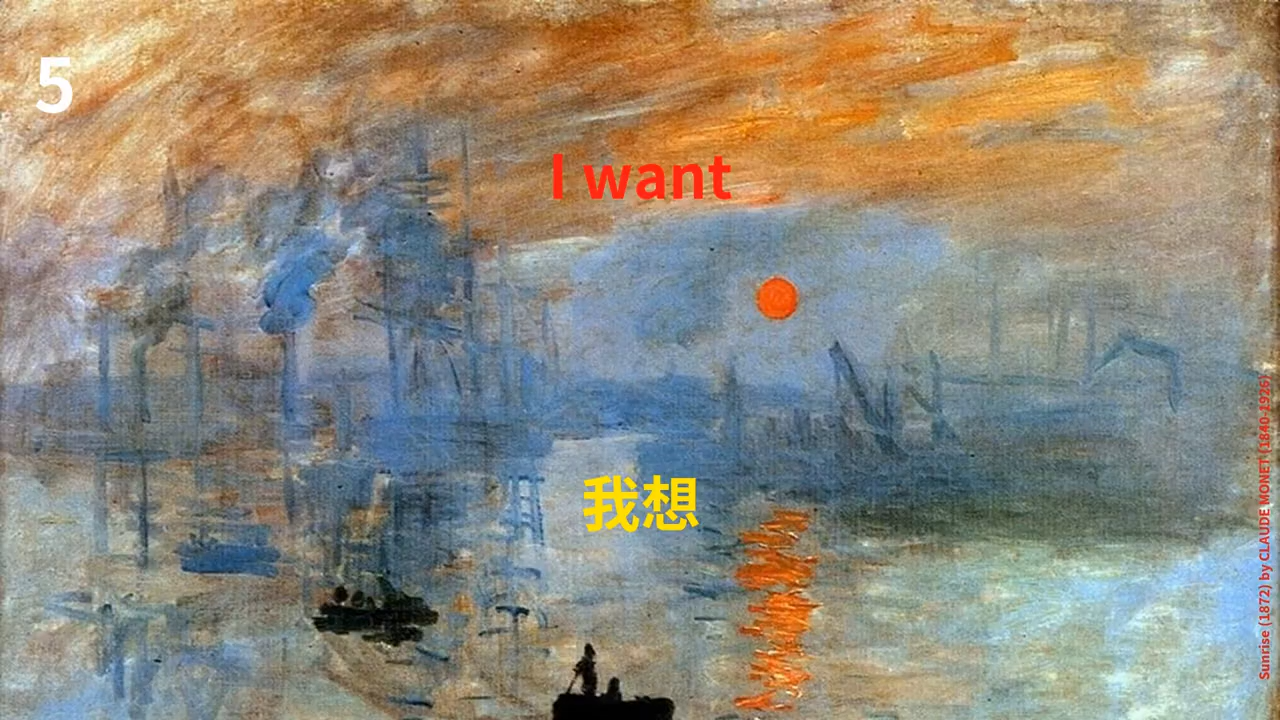 5
I want
我想
Sunrise (1872) by CLAUDE MONET (1840-1926)